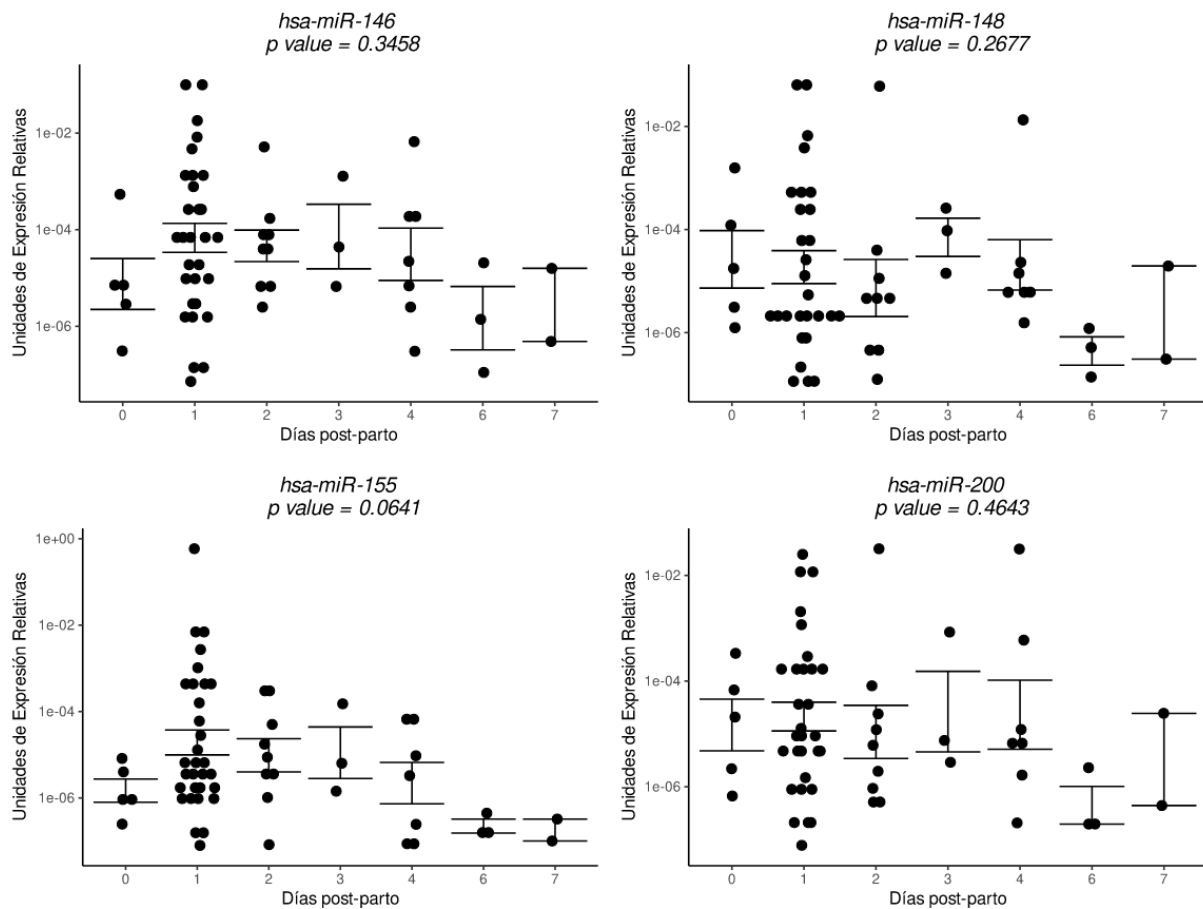 hsa-miR-146
p value = 0.3458
Unidades de Expresión Relativas
1e-02
1e-04
1e-06
0 1 2 3 4 6 7
Días post-parto
hsa-miR-148
p value = 0.2677
Unidades de Expresión Relativas
1e-02
1e-04
1e-06
0 1 2 3 4 6 7
Días post-parto
hsa-miR-155
p value = 0.0641
Unidades de Expresión Relativas
1e+00
1e-02
1e-04
1e-06
0 1 2 3 4 6 7
Días post-parto
hsa-miR-200
p value = 0.4643
Unidades de Expresión Relativas
1e-02
1e-04
1e-06
0 1 2 3 4 6 7
Días post-parto